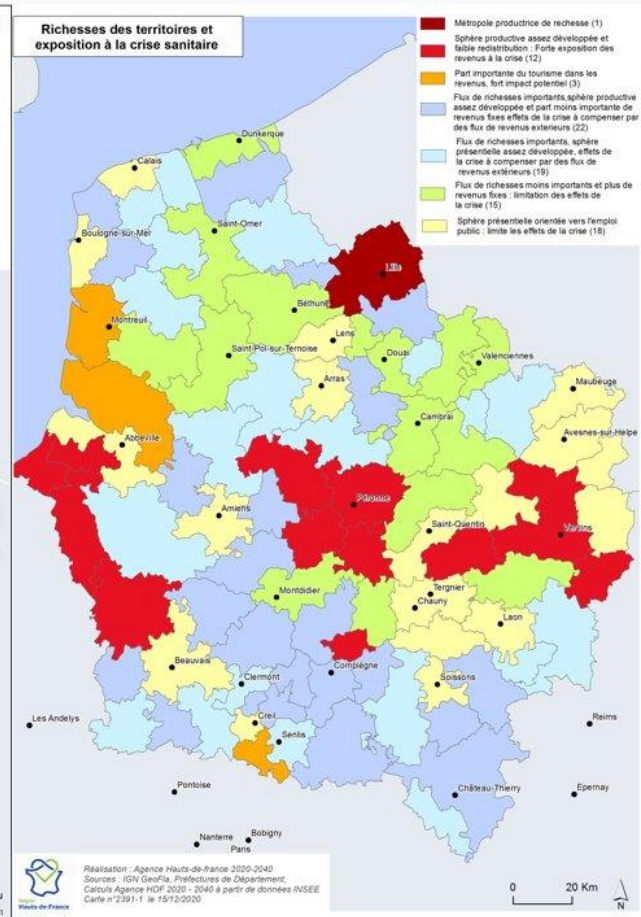 Richesses des territoires et
exposition à la crise sanitaire
Métropole productrice de rechesse (1)
Sphère productive assez développée et
faible redistribution : Forte exposition des
revenus à la crise (12)
Part importante du tourisme dans les
revenus, fort impact potentiel (3)
Flux de richesses importants,sphère productive
assez développée et part moins importante de
revenus fixes effets de la crise à compenser par
des flux de revenus exterieurs (22)
Flux de richesses importants, sphère
présentielle assez développée, effets de
la crise à compenser par des flux de
revenus extérieurs (19)
Flux de richesses moins importants et plus de
revenus fixes : limitation des effets de
la crise (15)
Sphère présentielle orientée vers l'emploi
public : limite les effets de la crise (18)
Dunkerque
Calais
Saint-Omer
Boulogne-sur-Mer
Lille
Béthune
Montreuil
Lens
Saint-Pol-sur-Ternoise
Douai
Valenciennes
Arras
Maubeuge
Cambrai
Avesnes-sur-Helpe
Abbeville
Péronne
Amiens
Saint-Quentin
Vervins
Montdidier
Tergnier
Chauny
Laon
Beauvais
Compiègne
Clermont
Soissons
Les Andelys
Creil
Senlis
Reims
Pontoise
Château-Thierry
Epernay
Nanterre
Bobigny
Paris
Région
Hauts-de-France
Réalisation : Agence Hauts-de-france 2020-2040
Sources : IGN GeoFla, Préfectures de Département,
Calculs Agence HDF 2020 - 2040 à partir de données INSEE
Carte n°2391-1 le 15/12/2020
0 20 Km
N